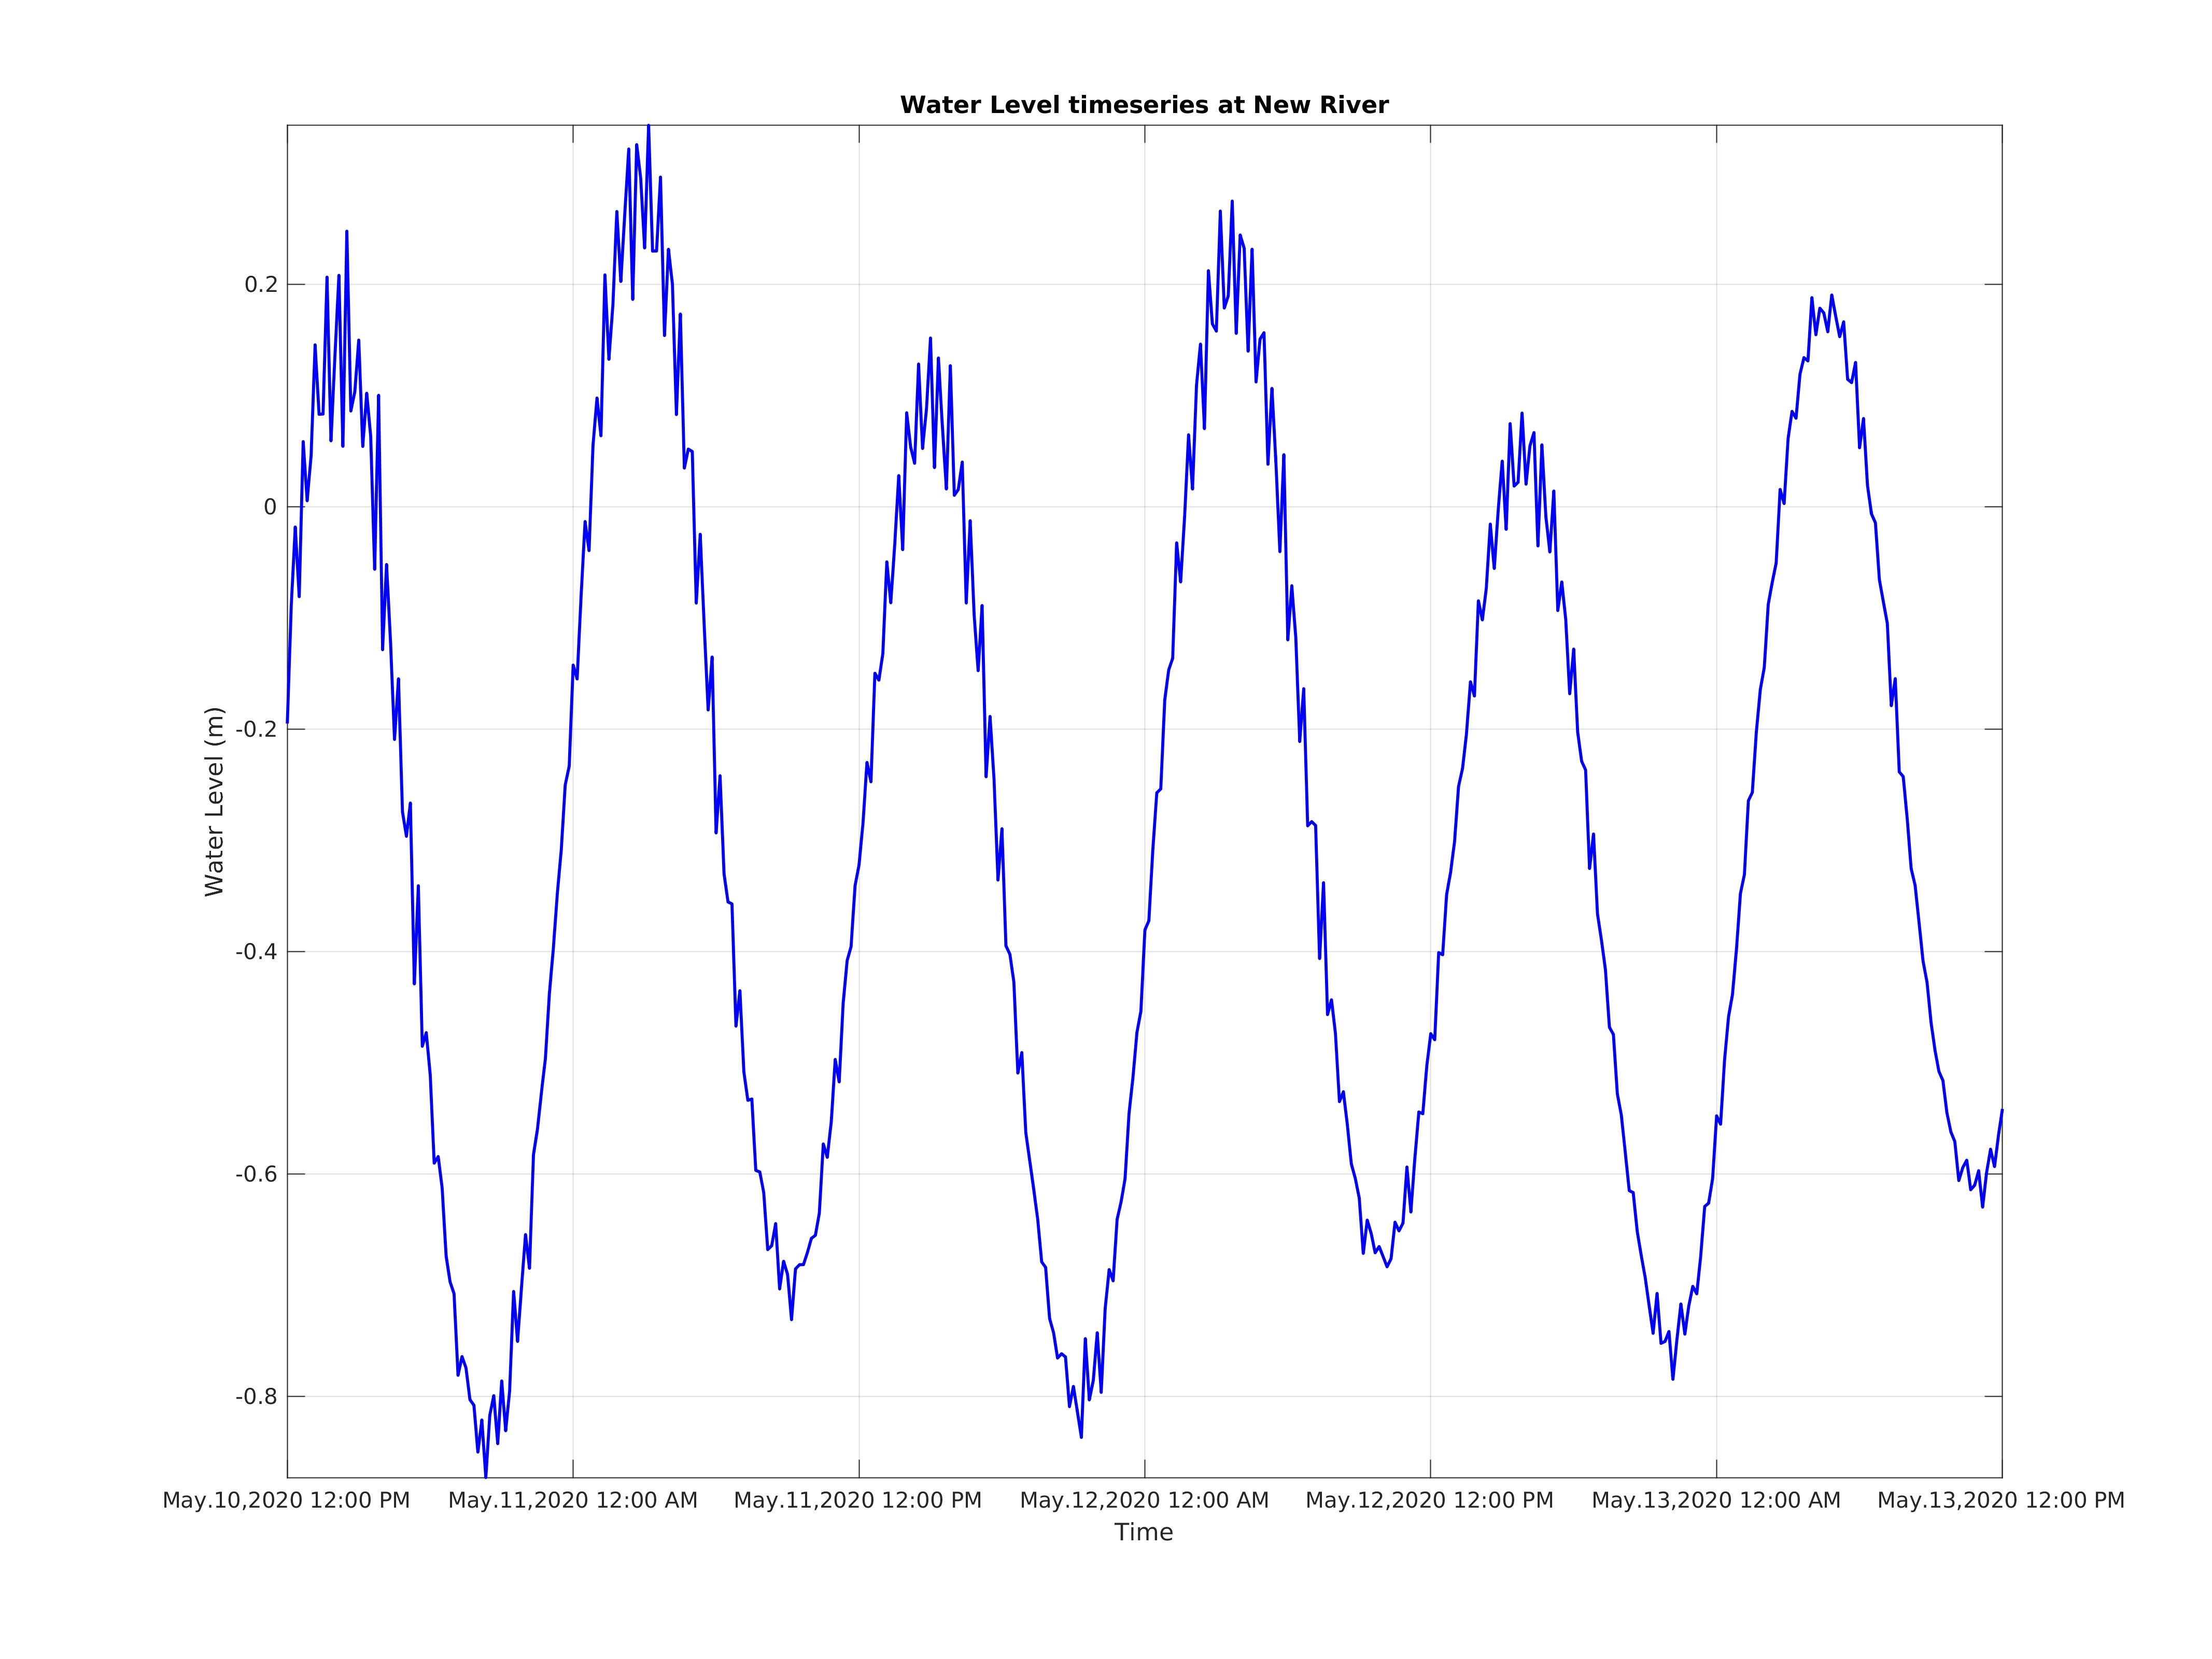 Water Level timeseries at New River
Water Level (m)
0.2
0
-0.2
-0.4
-0.6
-0.8
May.10,2020 12:00 PM
May.11,2020 12:00 AM
May.11,2020 12:00 PM
May.12,2020 12:00 AM
May.12,2020 12:00 PM
May.13,2020 12:00 AM
May.13,2020 12:00 PM
Time